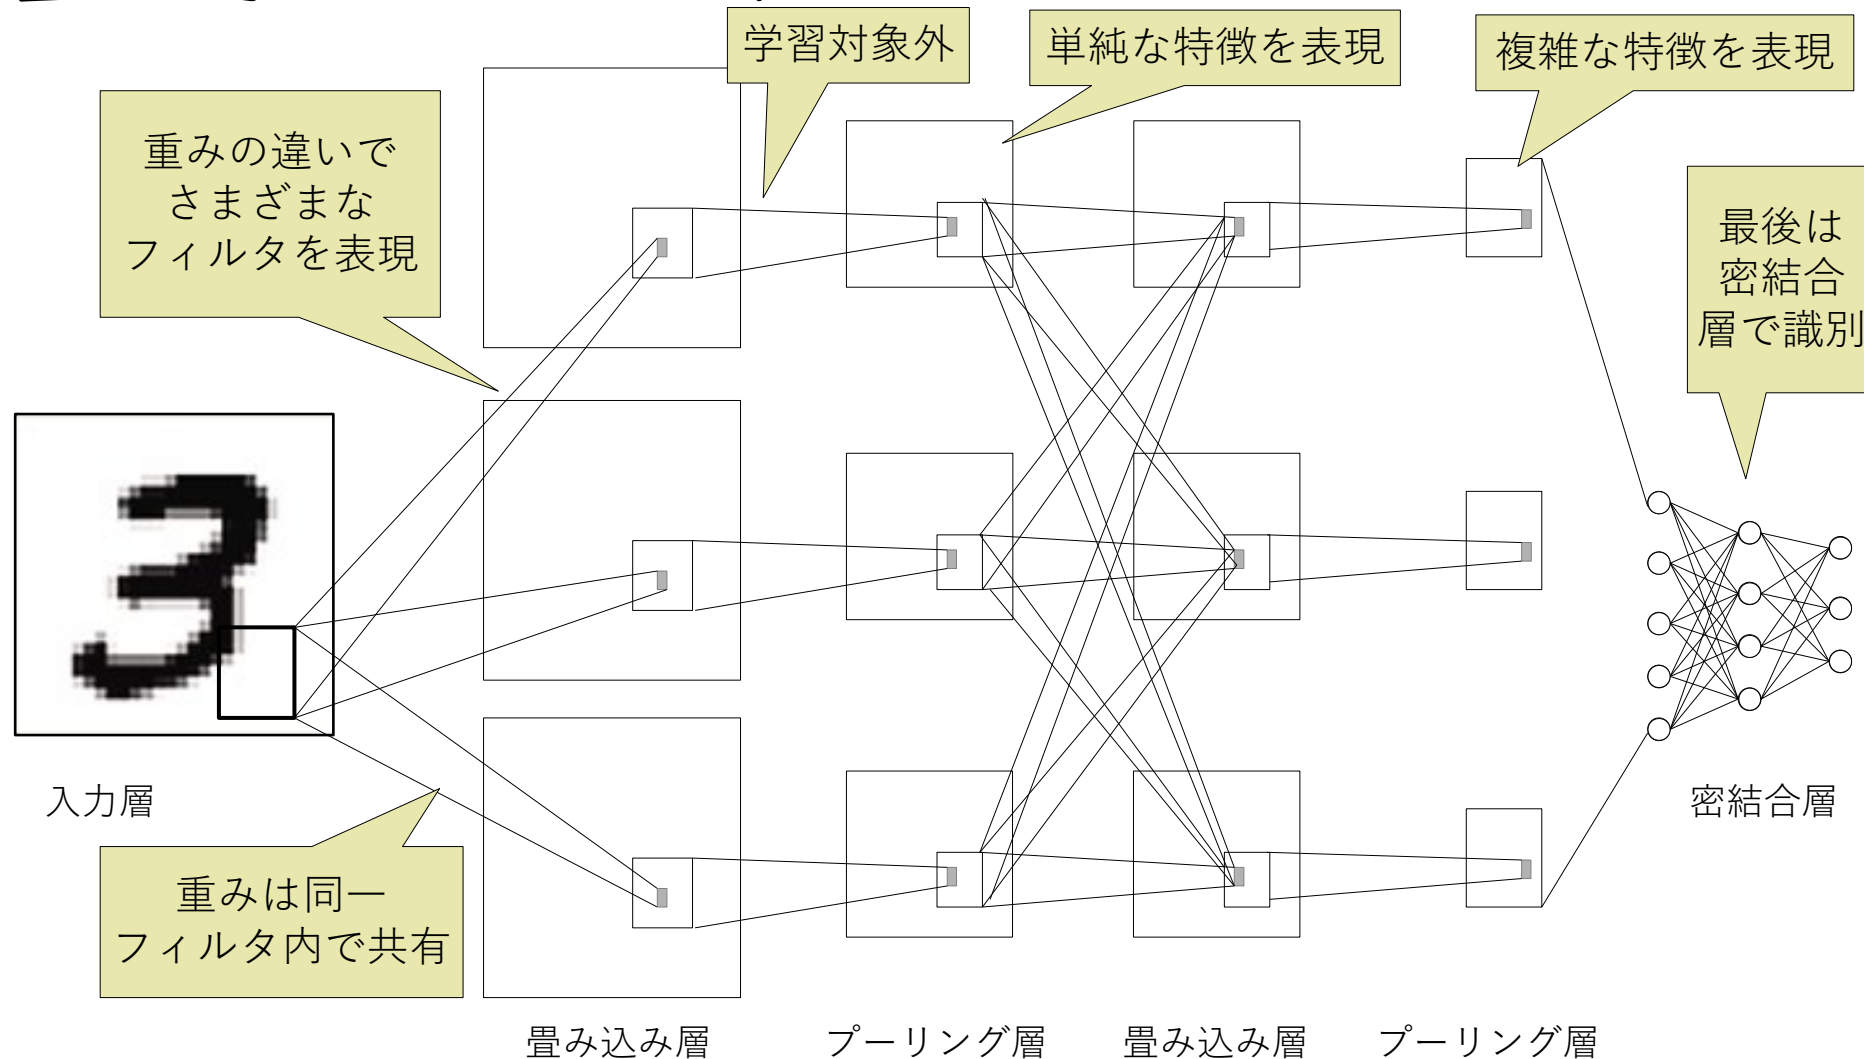 学習対象外
単純な特徴を表現
複雑な特徴を表現
重みの違いで
さまざまな
フィルタを表現
最後は
密結合
層で識別
入力層
密結合層
重みは同一
フィルタ内で共有
畳み込み層
プーリング層
畳み込み層
プーリング層